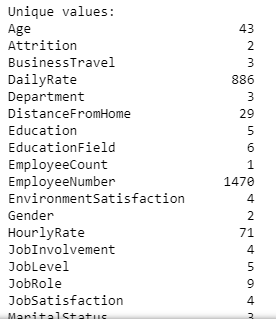 Unique values:
Age 43
Attrition 2
BusinessTravel 3
DailyRate 886
Department 3
DistanceFromHome 29
Education 5
EducationField 6
EmployeeCount 1
EmployeeNumber 1470
EnvironmentSatisfaction 4
Gender 2
HourlyRate 71
JobInvolvement 4
JobLevel 5
JobRole 9
JobSatisfaction 4
MaritalStatus 3